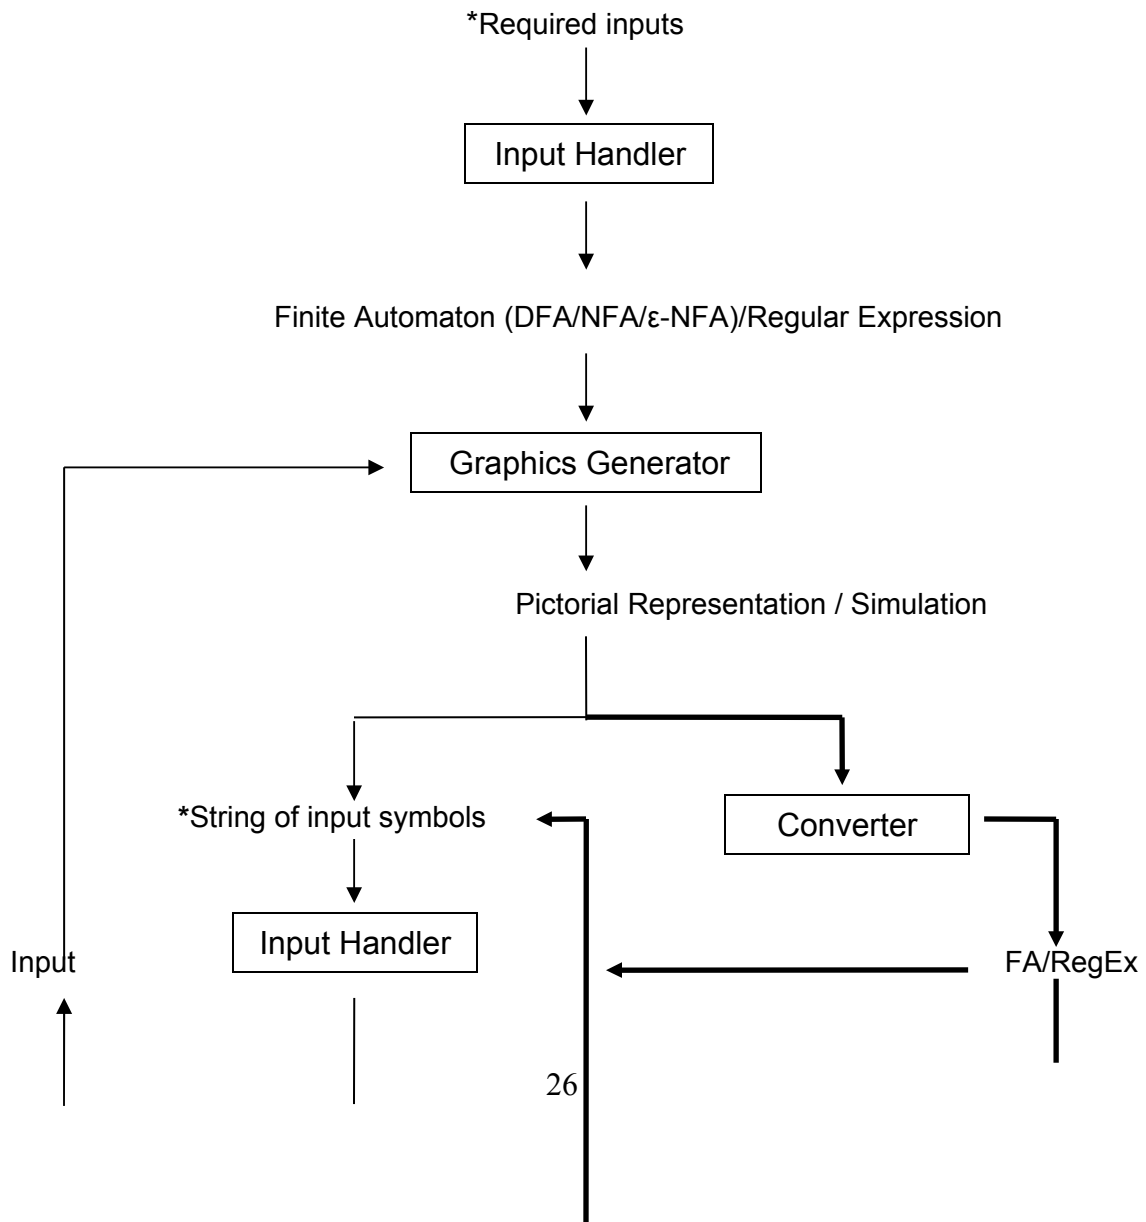 *Required inputs
Input Handler
Finite Automaton (DFA/NFA/ε-NFA)/Regular Expression
Graphics Generator
Pictorial Representation / Simulation
*String of input symbols
Converter
Input Handler
Input
FA/RegEx
26